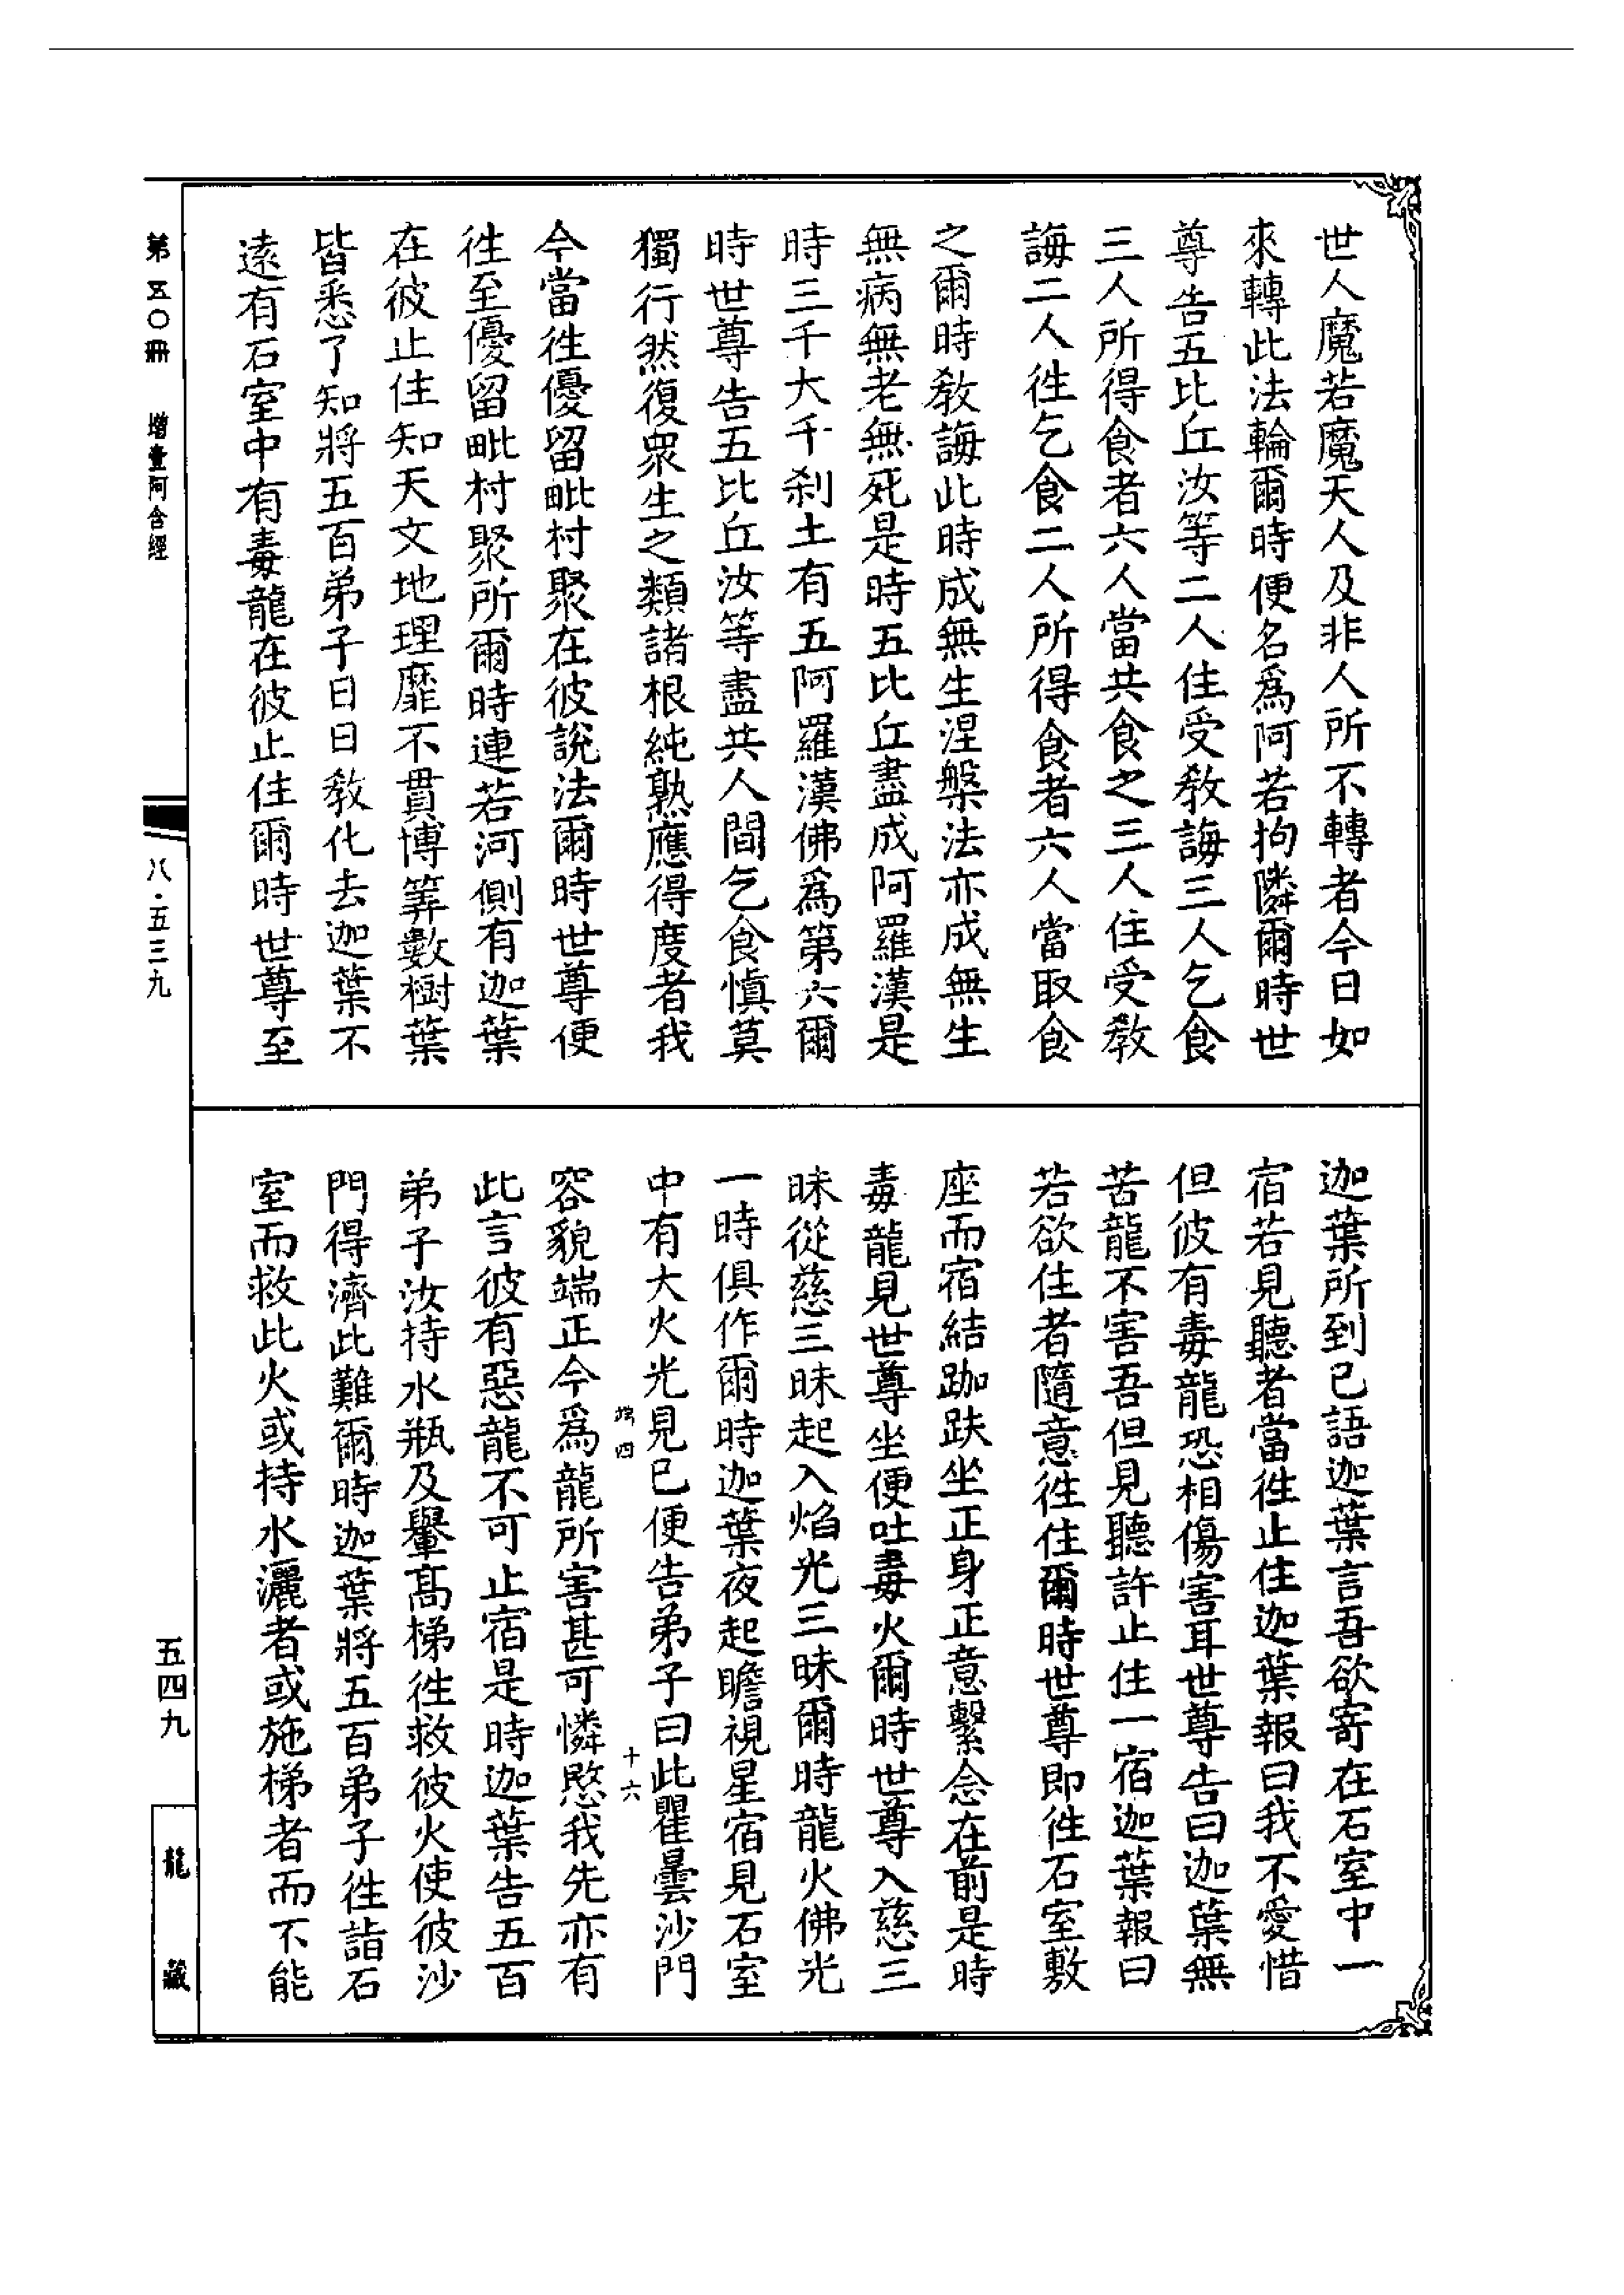 世人魔若魔天人及非人所不轉者今日如
來轉此法輪爾時便名爲阿若拘隣爾時世
尊告五比丘汝等二人住受敎誨三人乞食
三人所得食者六人當共食之三人住受敎
誨二人徃乞食二人所得食者六人當取食
之爾時敎誨此時成無生涅槃法亦成無生
無病無老無死是時五比丘盡成阿羅漢是
時三千大千刹土有五阿羅漢佛爲第六爾
時世尊告五比丘汝等盡共人間乞食愼莫
獨行然復衆生之類諸根純熟應得度者我
今當徃優留毗村聚在彼說法爾時世尊便
徃至優留毗村聚所爾時連若河側有迦葉
在彼止住知天文地理靡不貫博筭數樹葉
皆悉了知將五百弟子日日敎化去迦葉不
遠有石室中有毒龍在彼止住爾時世尊至
迦葉所到已語迦葉言吾欲寄在石室中一
宿若見聽者當徃止住迦葉報曰我不愛惜
但彼有毒龍恐相傷害耳世尊告曰迦葉無
苦龍不害吾但見聽許止住一宿迦葉報曰
若欲住者隨意徃住爾時世尊即徃石室敷
座而宿結跏趺坐正身正意繫念在前是時
毒龍見世尊坐便吐毒火爾時世尊入慈三
昧從慈三昧起入焰光三昧爾時龍火佛光
一時俱作爾時迦葉夜起瞻視星宿見石室
中有大火光見已便告弟子曰此瞿曇沙門
四 十六
容貌端正今爲龍所害甚可憐愍我先亦有
此言彼有惡龍不可止宿是時迦葉告五百
弟子汝持水瓶及轝髙梯徃救彼火使彼沙
門得濟此難爾時迦葉將五百弟子徃詣石
室而救此火或持水灑者或施梯者而不能
第五〇冊 增壹阿含經
八·五三九
五四九
龍藏